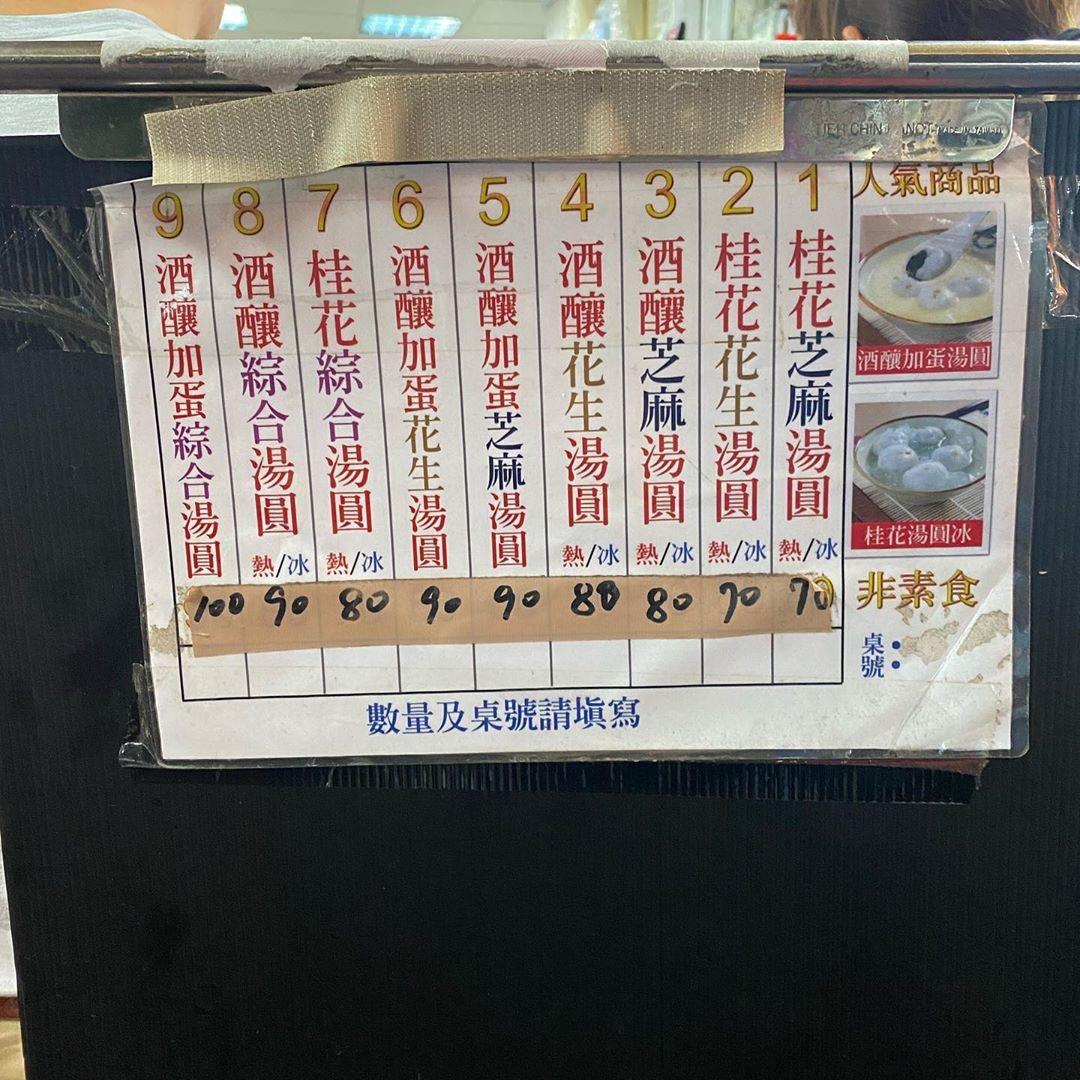 人氣商品
酒釀加蛋湯圓
桂花湯圓冰
非素食
桌號：
1 桂花芝麻湯圓 熱/冰 70
2 桂花花生湯圓 熱/冰 70
3 酒釀芝麻湯圓 熱/冰 80
4 酒釀花生湯圓 熱/冰 80
5 酒釀加蛋芝麻湯圓 90
6 酒釀加蛋花生湯圓 90
7 桂花綜合湯圓 熱/冰 80
8 酒釀綜合湯圓 熱/冰 90
9 酒釀加蛋綜合湯圓 100
數量及桌號請填寫